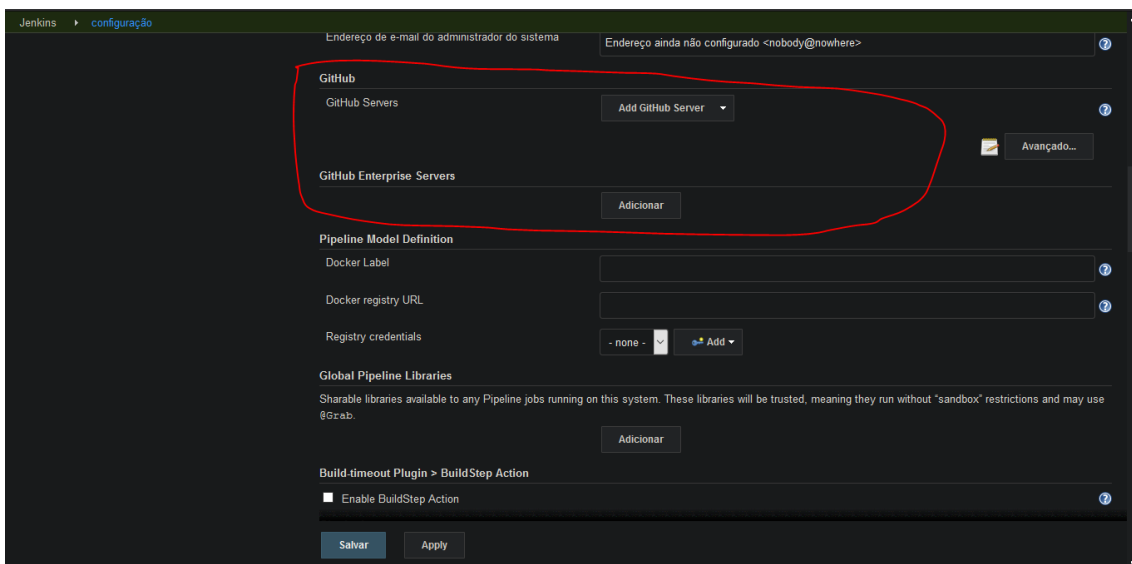 Jenkins configuração
Endereço de e-mail do administrador do sistema
Endereço ainda não configurado <nobody@nowhere>
GitHub
GitHub Servers
Add GitHub Server
Avançado...
GitHub Enterprise Servers
Adicionar
Pipeline Model Definition
Docker Label
Docker registry URL
Registry credentials
- none -
Add
Global Pipeline Libraries
Sharable libraries available to any Pipeline jobs running on this system. These libraries will be trusted, meaning they run without “sandbox” restrictions and may use
@Grab.
Adicionar
Build-timeout Plugin > BuildStep Action
Enable BuildStep Action
Salvar
Apply